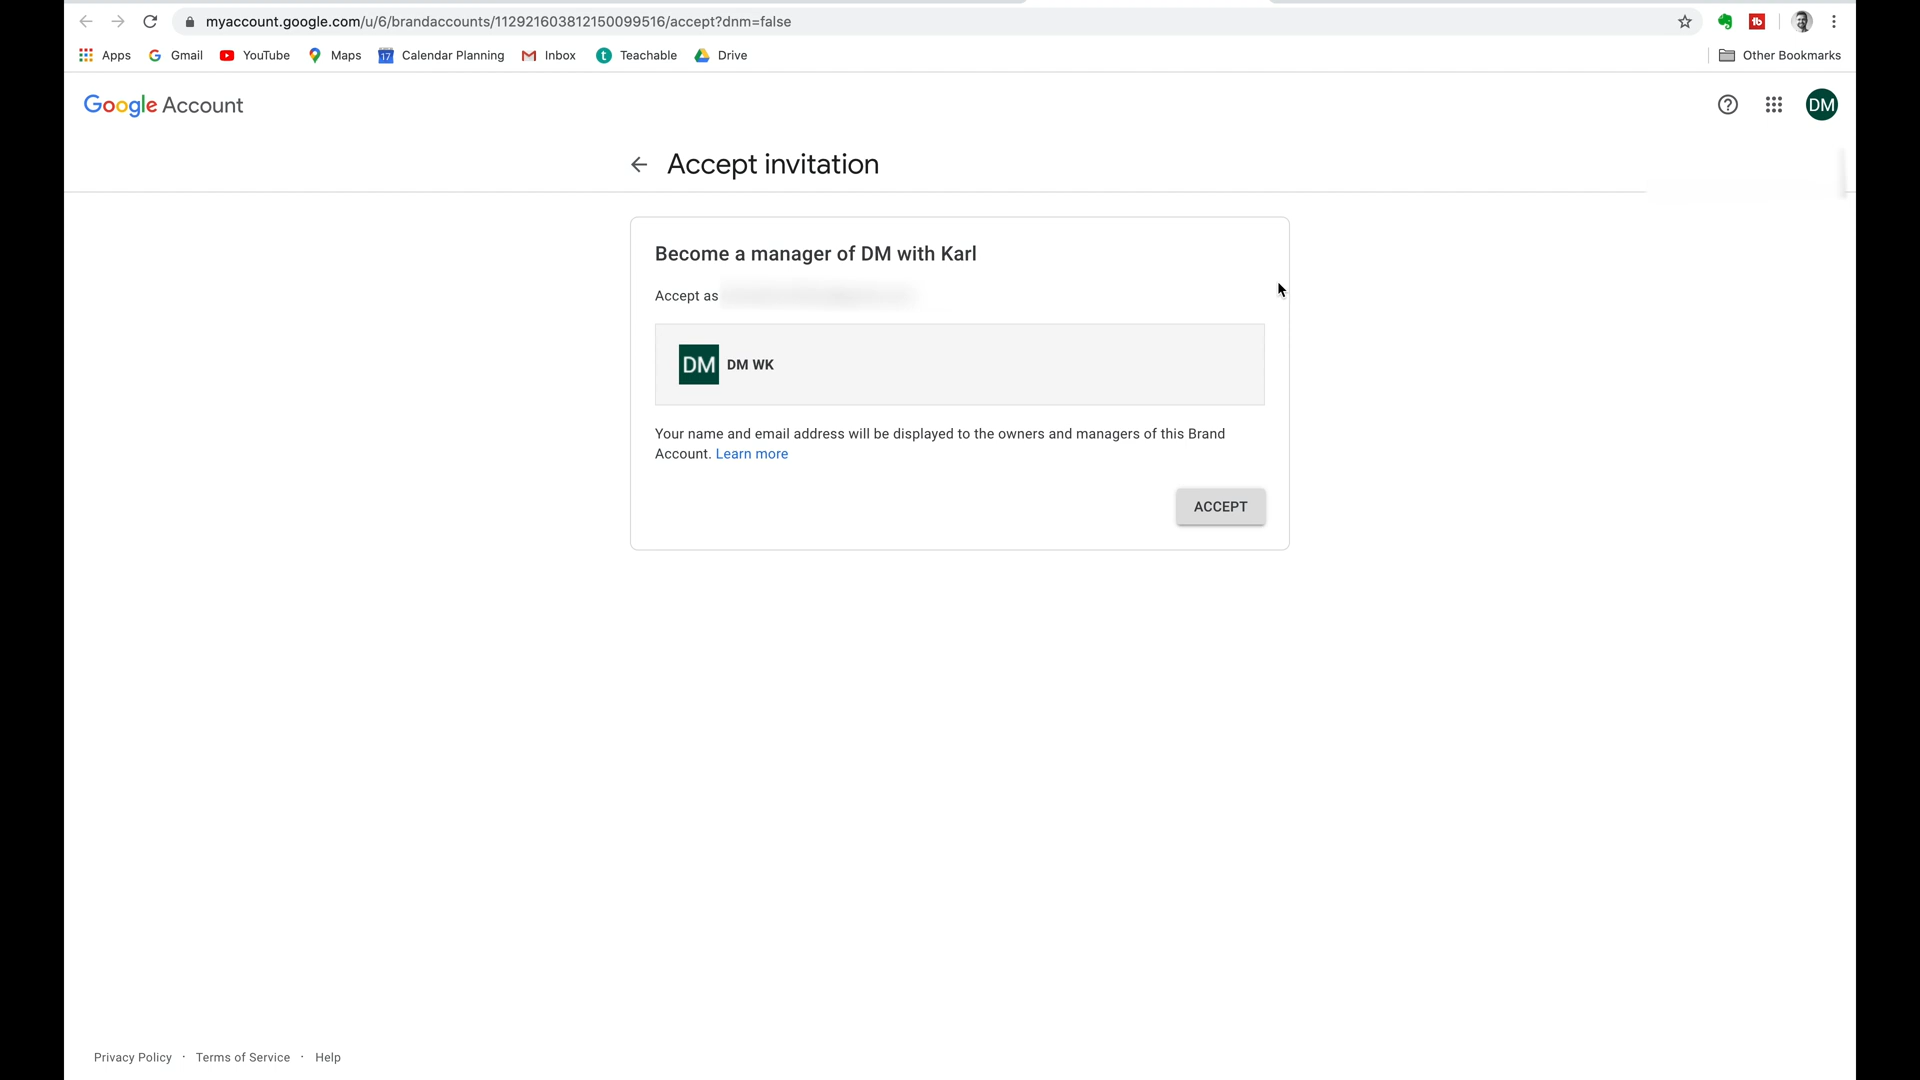 myaccount.google.com/u/6/brandaccounts/112921603812150099516/accept?dnm=false
Apps Gmail YouTube Maps 17 Calendar Planning Inbox t Teachable Drive Other Bookmarks
Google Account
DM
Accept invitation
Become a manager of DM with Karl
Accept as
DM DM WK
Your name and email address will be displayed to the owners and managers of this Brand
Account. Learn more
ACCEPT
Privacy Policy · Terms of Service · Help